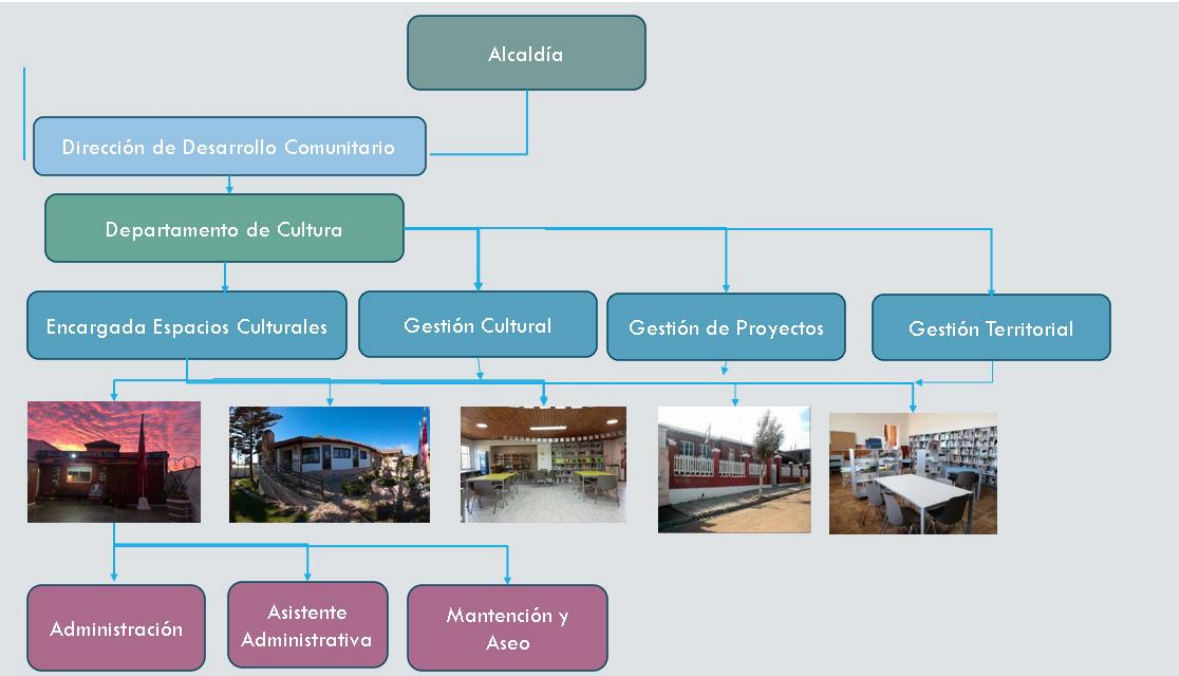 Alcaldía
Dirección de Desarrollo Comunitario
Departamento de Cultura
Encargada Espacios Culturales
Gestión Cultural
Gestión de Proyectos
Gestión Territorial
Administración
Asistente
Administrativa
Mantención y
Aseo